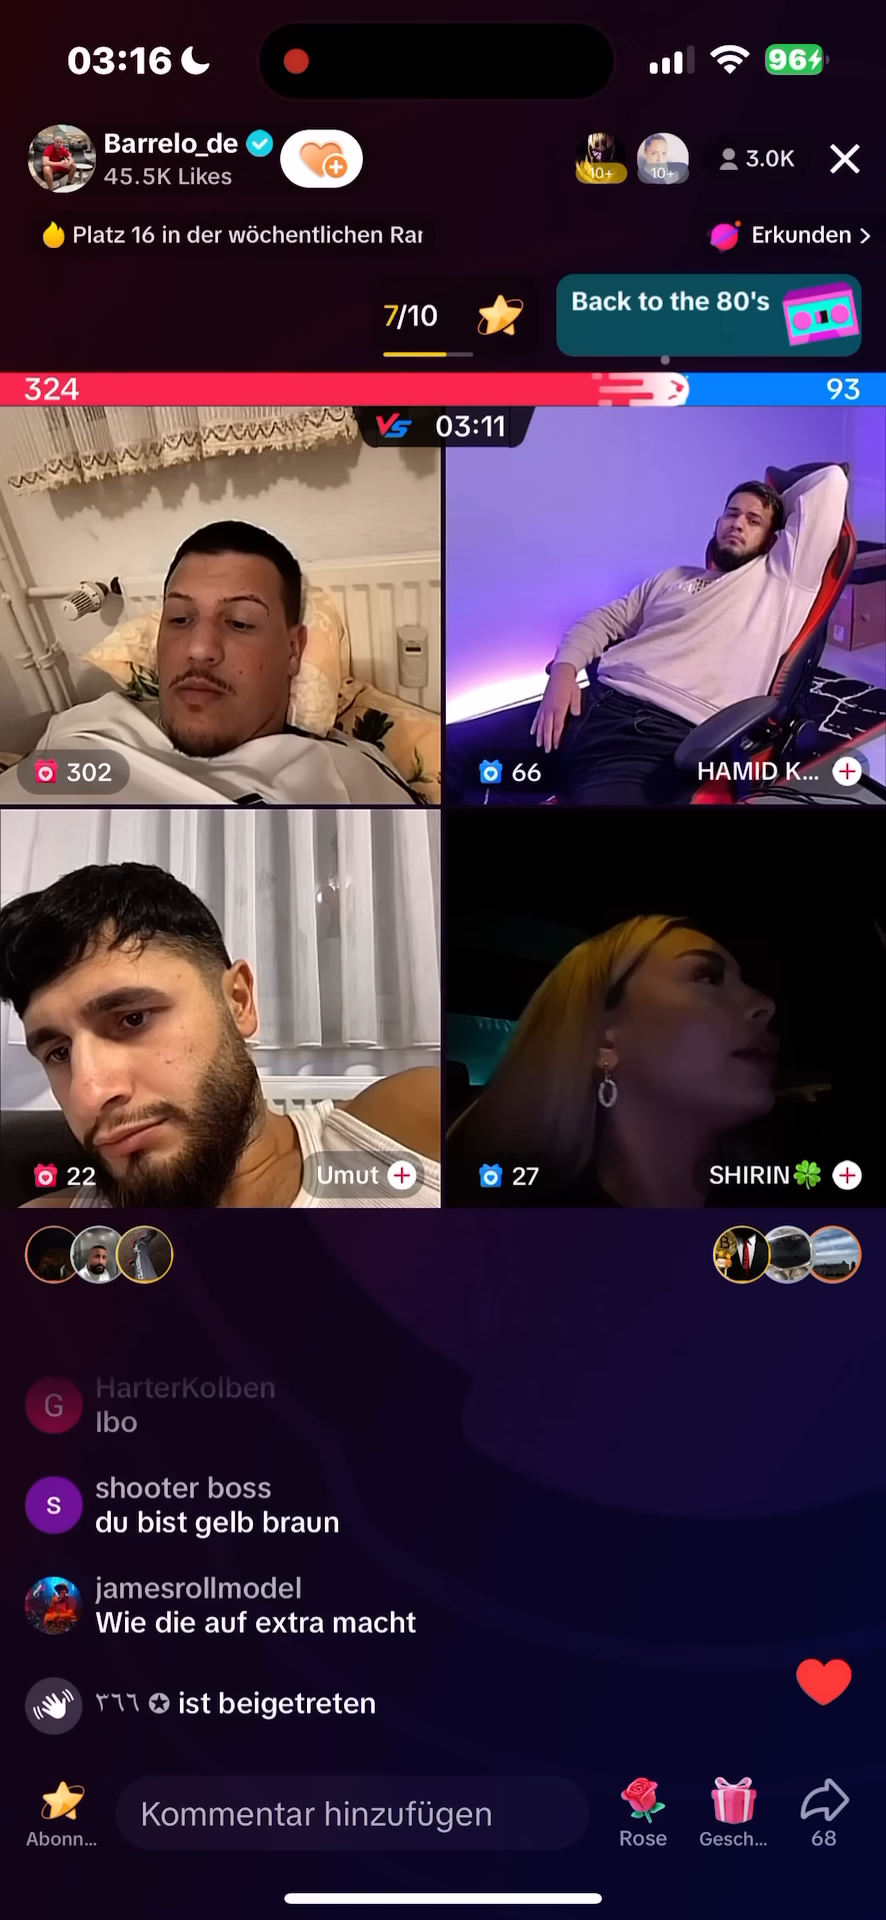 03:16
96
Barrelo_de
45.5K Likes
10+
10+
3.0K
Platz 16 in der wöchentlichen Rar
Erkunden >
7/10
Back to the 80's
324
93
VS 03:11
302
66
HAMID K...
22
Umut
27
SHIRIN🍀
G
HarterKolben
Ibo
S
shooter boss
du bist gelb braun
jamesrollmodel
Wie die auf extra macht
٣٦٦ ✪ ist beigetreten
Abonn...
Kommentar hinzufügen
Rose
Gesch...
68